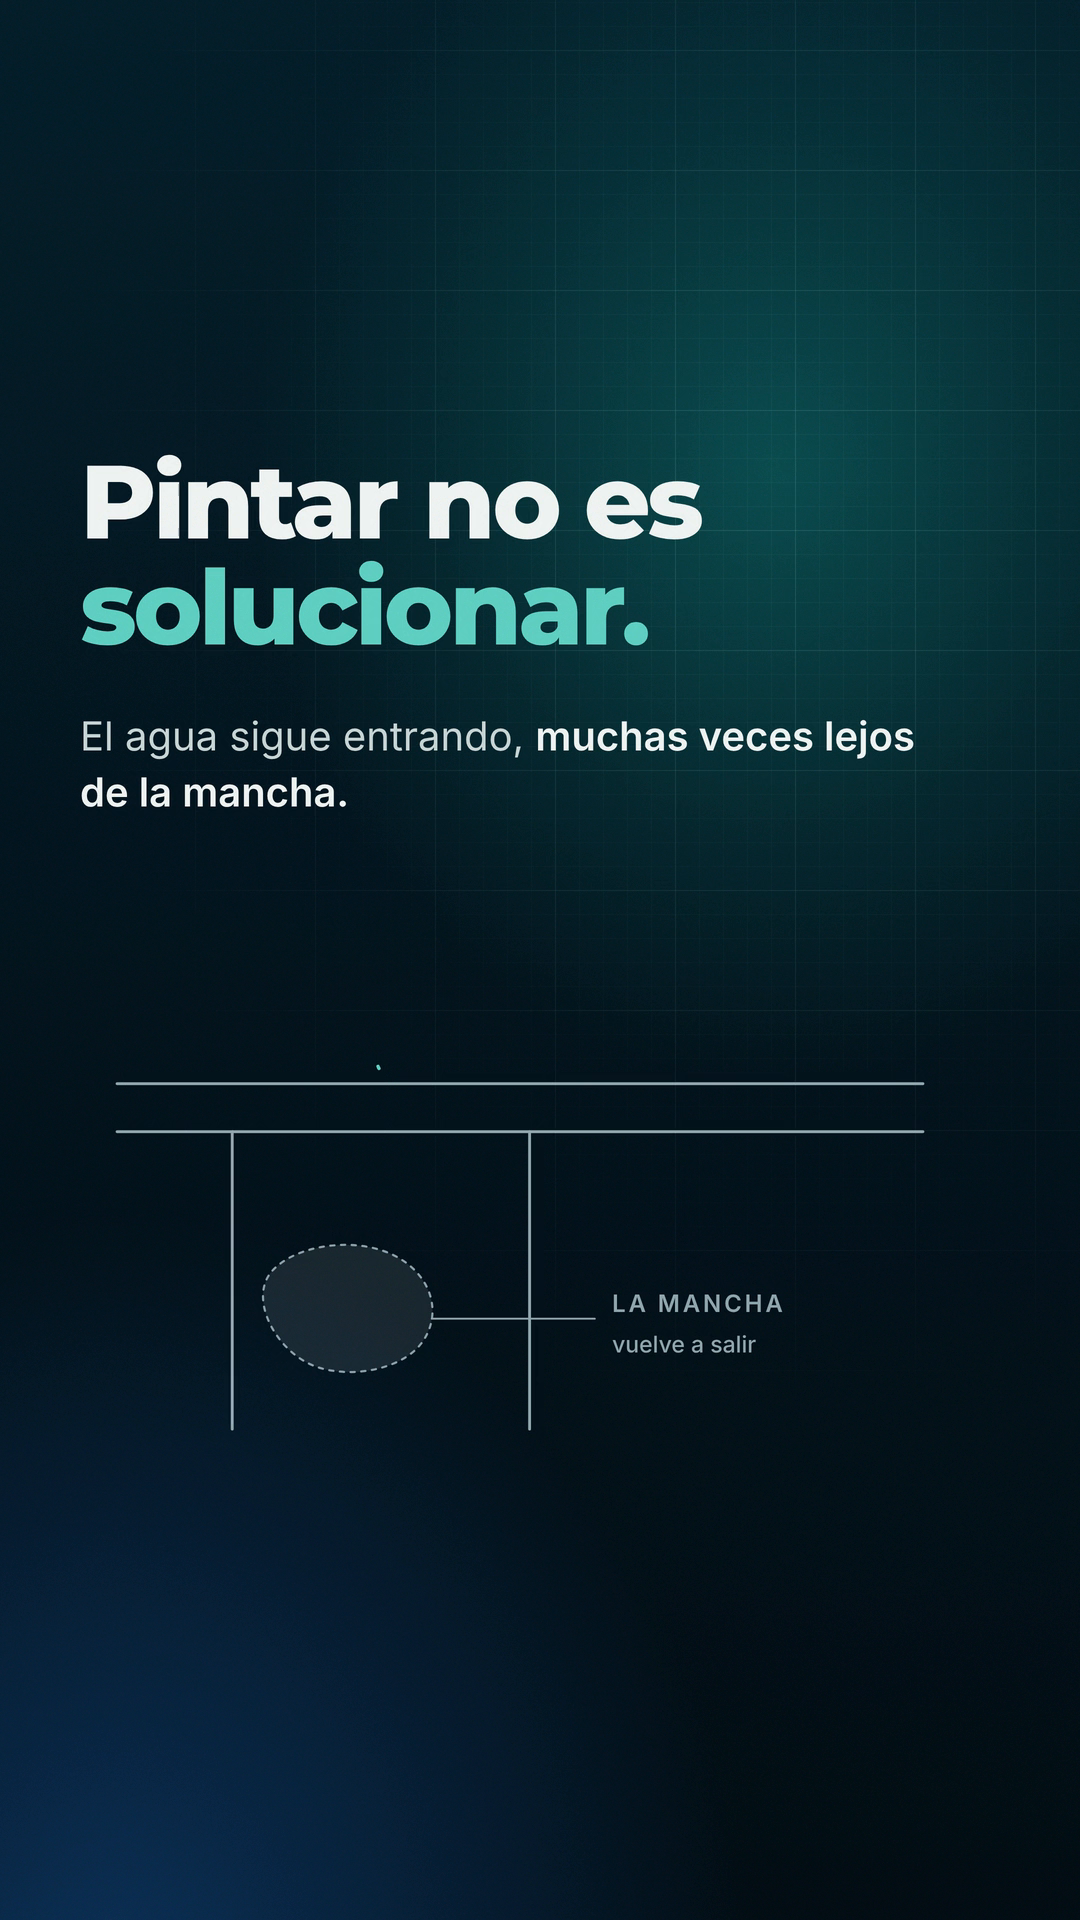 Pintar no es
solucionar.
El agua sigue entrando, muchas veces lejos
de la mancha.
LA MANCHA
vuelve a salir